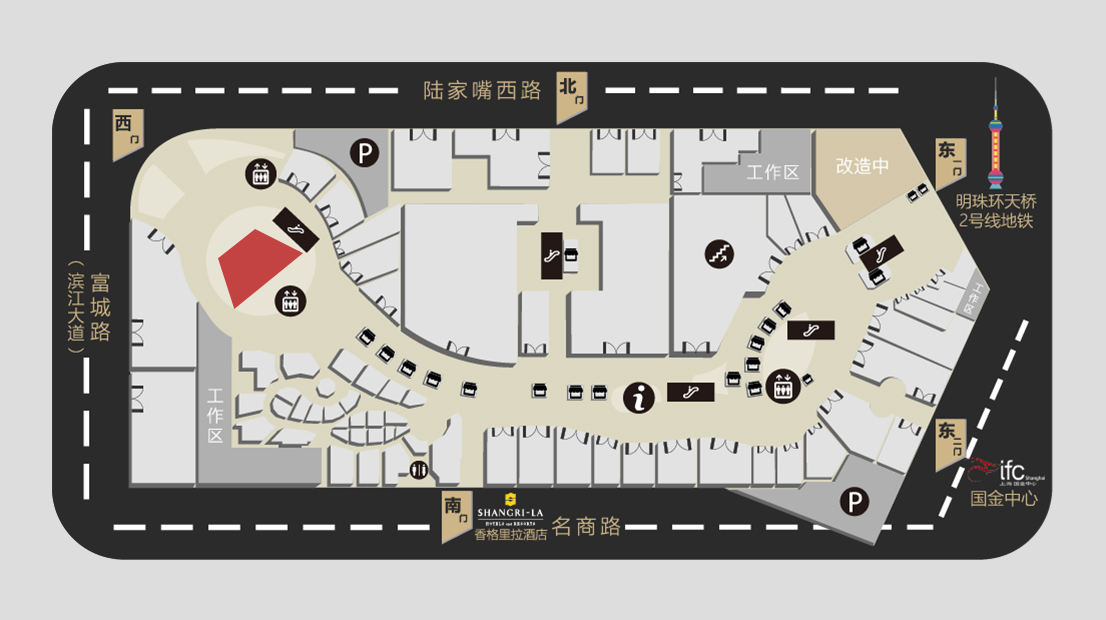 陆家嘴西路
北门
西门
东一门
P
工作区
改造中
明珠环天桥
2号线地铁
富城路
（滨江大道）
工作区
工作区
i
东二门
ifc
Shanghai
上海国金中心
国金中心
P
南门
SHANGRI-LA
香格里拉酒店
名商路